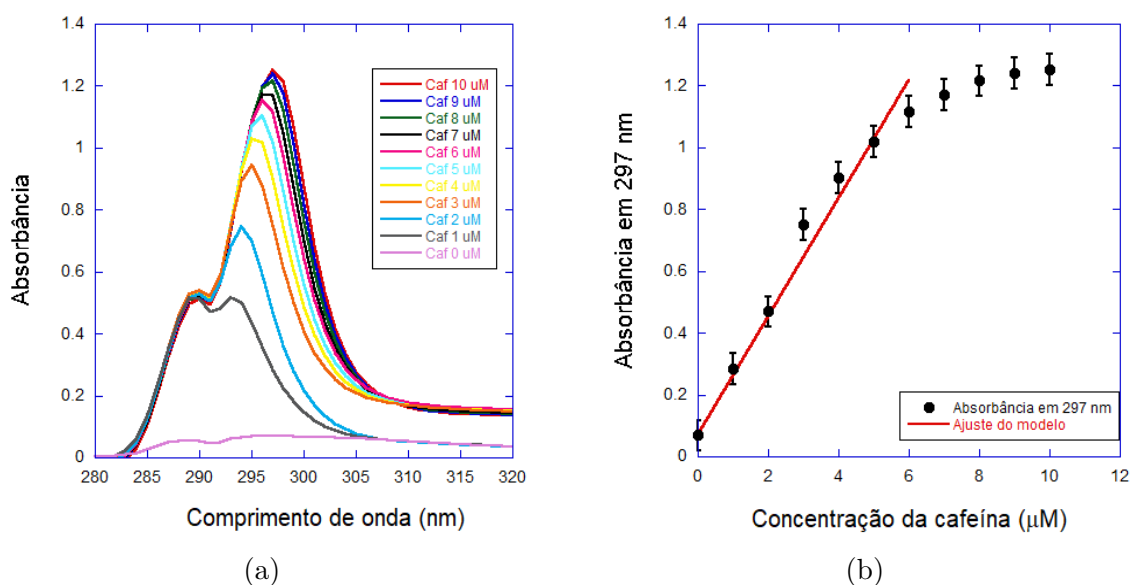 1.4
1.2
1
0.8
0.6
0.4
0.2
0
280
285
290
295
300
305
310
315
320
Absorbância
Comprimento de onda (nm)
Caf 10 uM
Caf 9 uM
Caf 8 uM
Caf 7 uM
Caf 6 uM
Caf 5 uM
Caf 4 uM
Caf 3 uM
Caf 2 uM
Caf 1 uM
Caf 0 uM
(a)
1.4
1.2
1
0.8
0.6
0.4
0.2
0
0
2
4
6
8
10
12
Absorbância em 297 nm
Concentração da cafeína (μM)
Absorbância em 297 nm
Ajuste do modelo
(b)